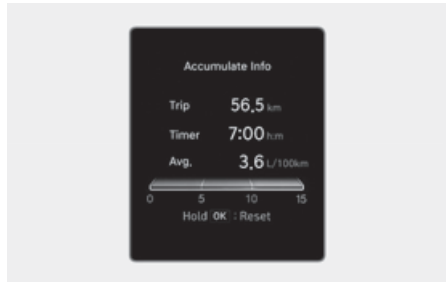 Accumulate Info
Trip 56.5 km
Timer 7:00 h:m
Avg. 3.6 L/100km
0 5 10 15
Hold OK : Reset